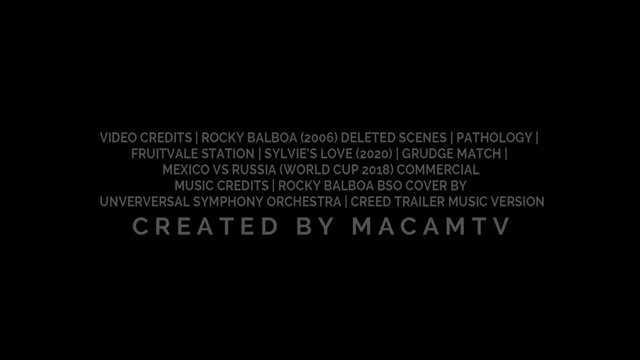 VIDEO CREDITS | ROCKY BALBOA (2006) DELETED SCENES | PATHOLOGY |
FRUITVALE STATION | SYLVIE'S LOVE (2020) | GRUDGE MATCH |
MEXICO VS RUSSIA (WORLD CUP 2018) COMMERCIAL
MUSIC CREDITS | ROCKY BALBOA BSO COVER BY
UNVERVERSAL SYMPHONY ORCHESTRA | CREED TRAILER MUSIC VERSION
CREATED BY MACAMTV